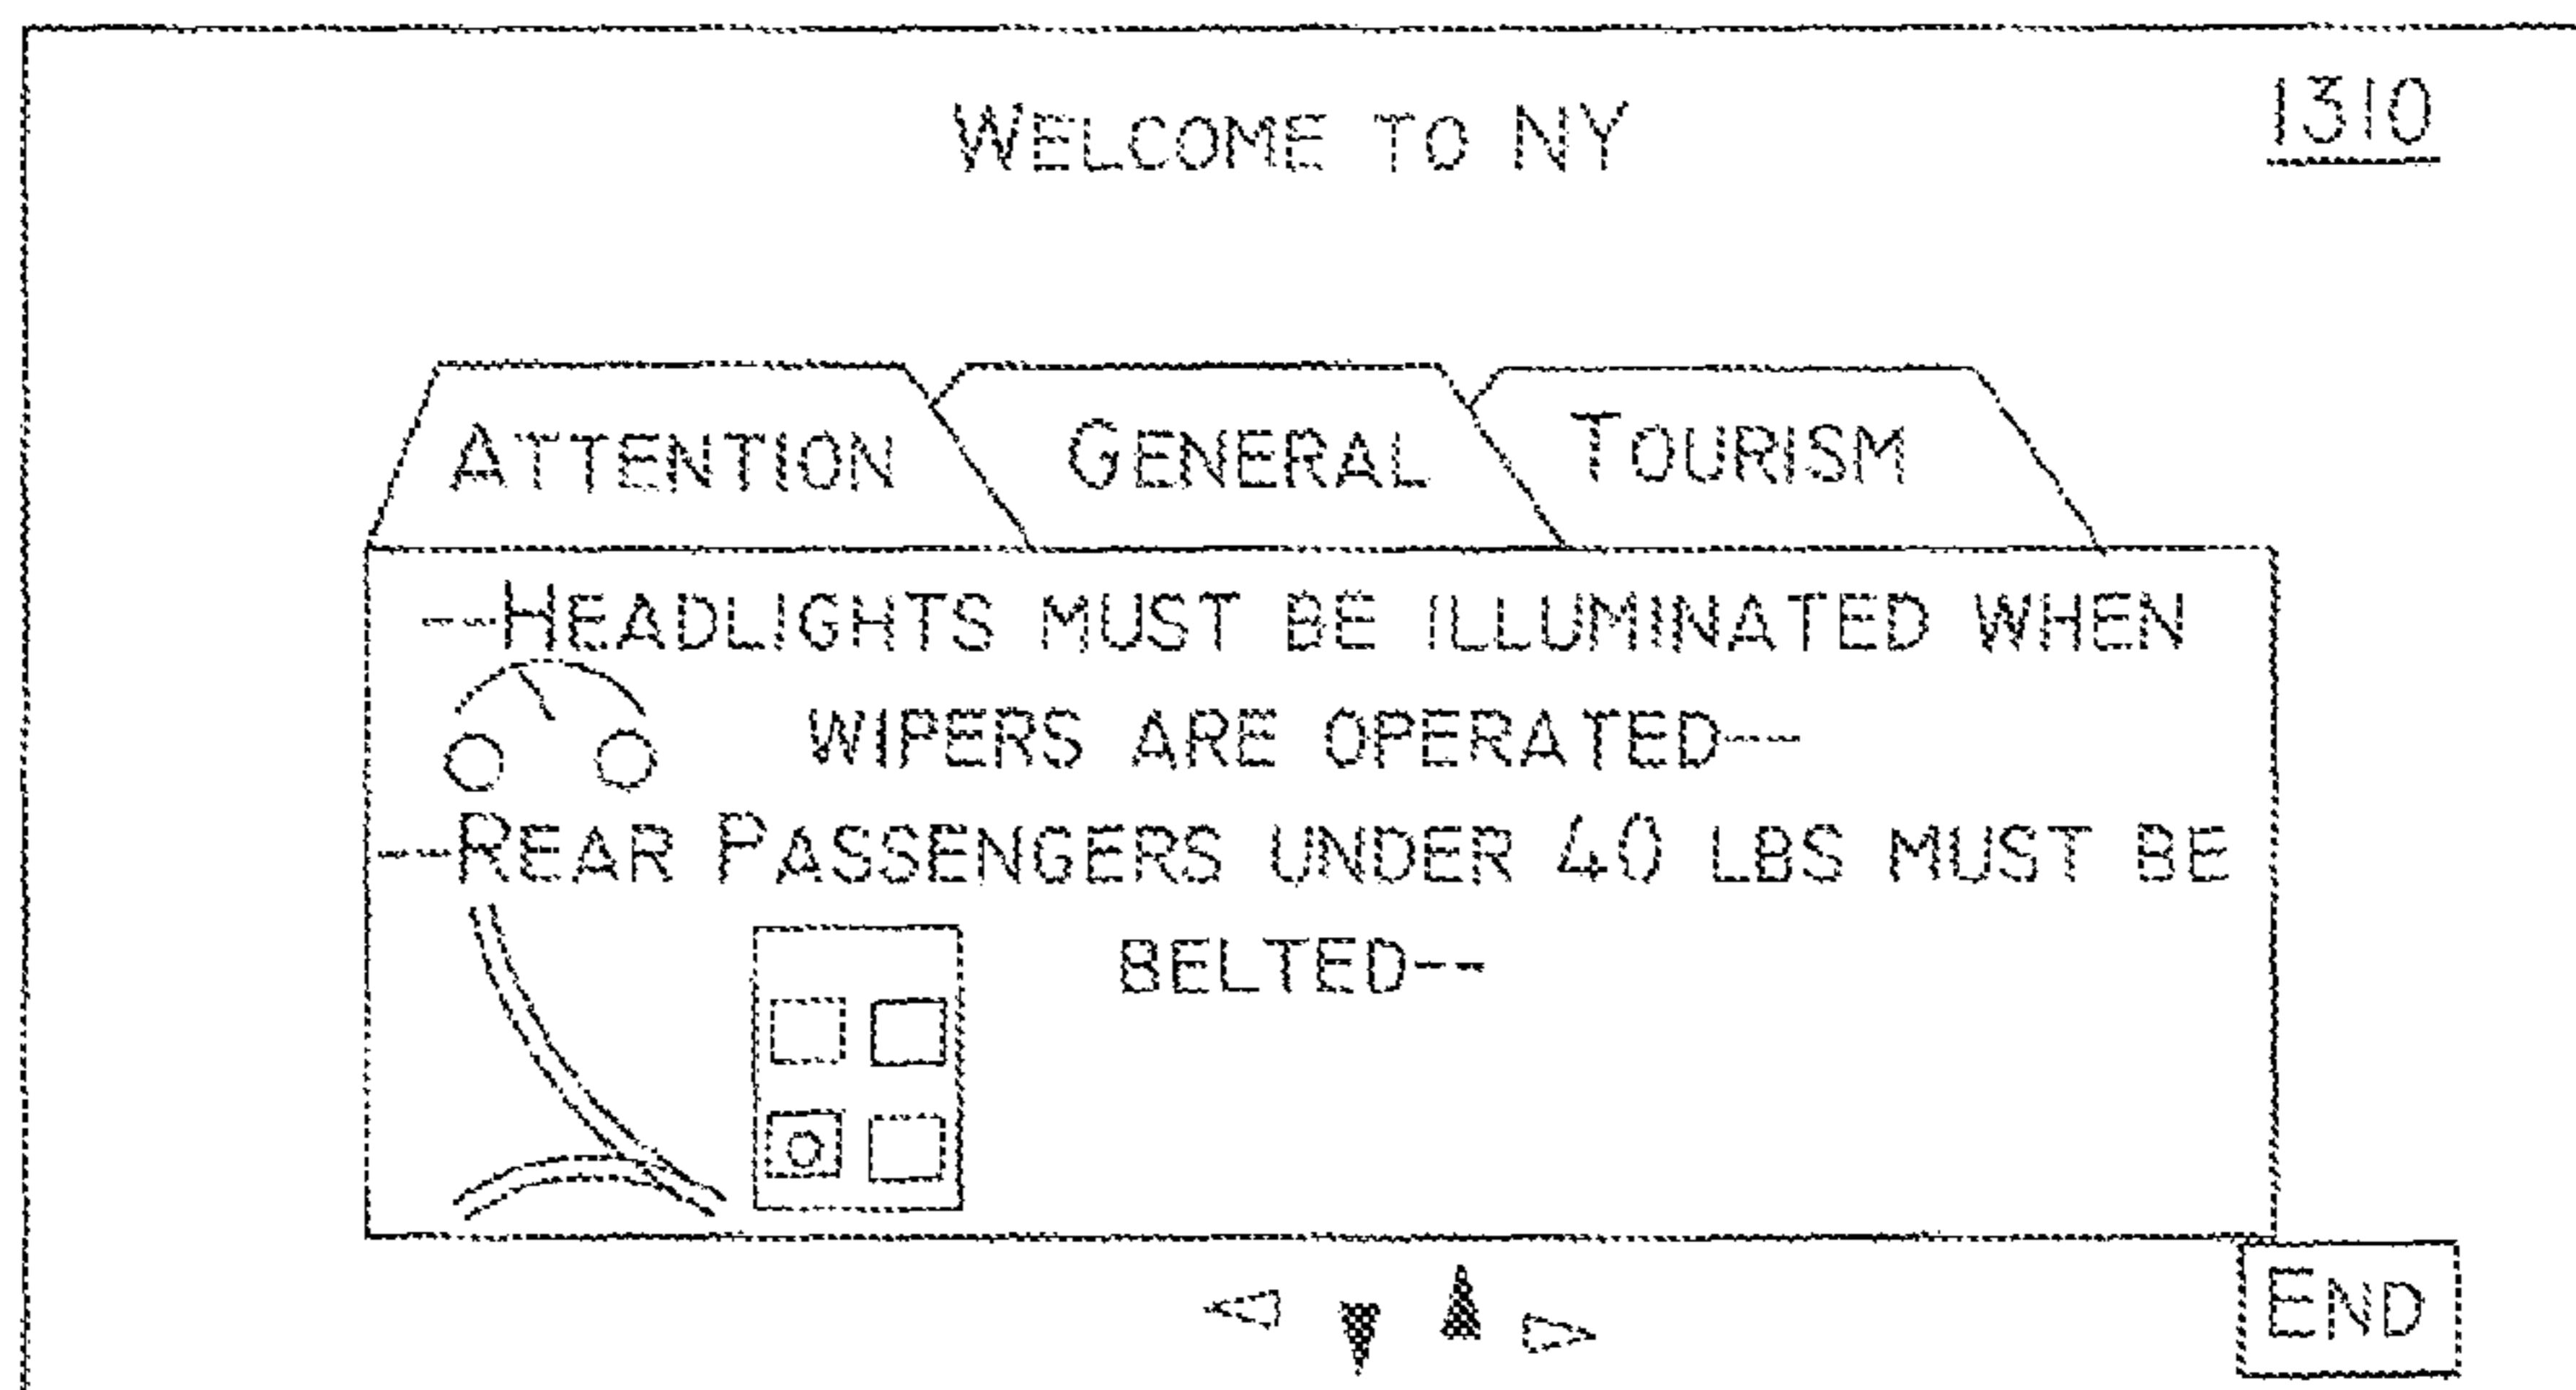 WELCOME TO NY
1310
ATTENTION GENERAL TOURISM
--HEADLIGHTS MUST BE ILLUMINATED WHEN
WIPERS ARE OPERATED--
--REAR PASSENGERS UNDER 40 LBS MUST BE
BELTED--
END